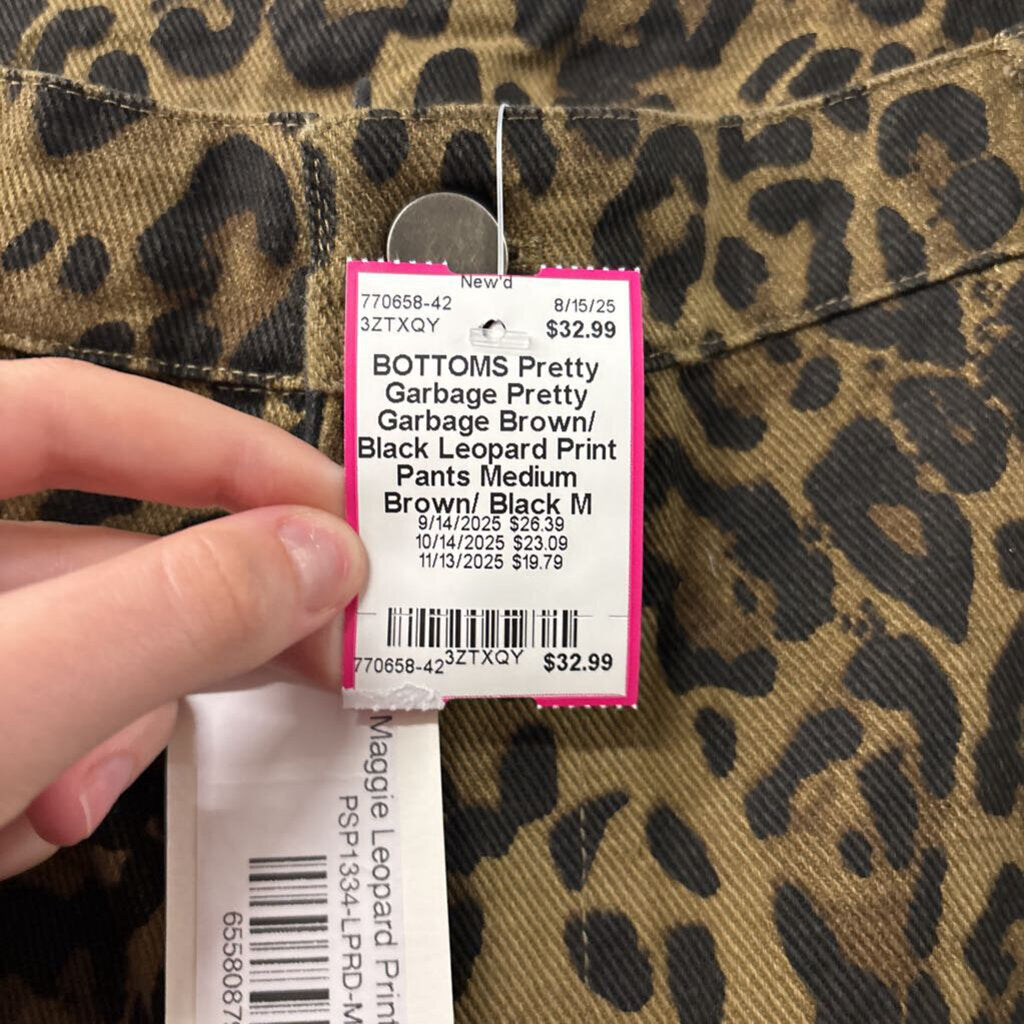 New'd
770658-42 8/15/25
3ZTXQY $32.99
BOTTOMS Pretty
Garbage Pretty
Garbage Brown/
Black Leopard Print
Pants Medium
Brown/ Black M
9/14/2025 $26.39
10/14/2025 $23.09
11/13/2025 $19.79
770658-42 3ZTXQY $32.99
Maggie Leopard Print
PSP1334-LPRD-M